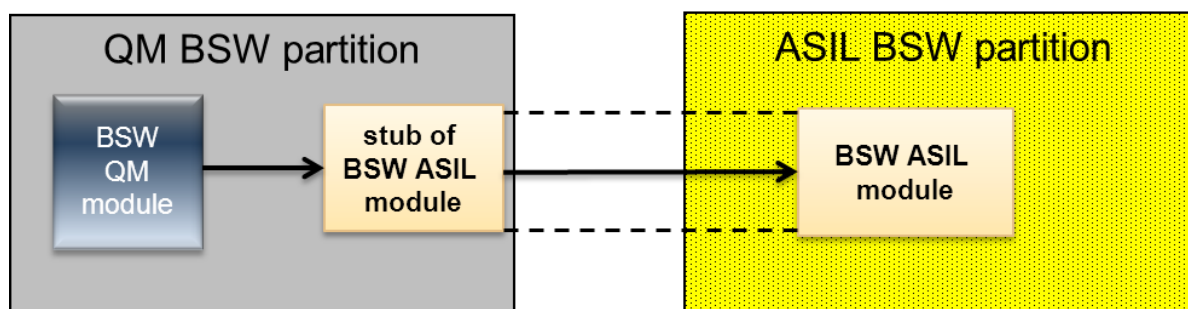 QM BSW partition
ASIL BSW partition
BSW
QM
module
stub of
BSW ASIL
module
BSW ASIL
module